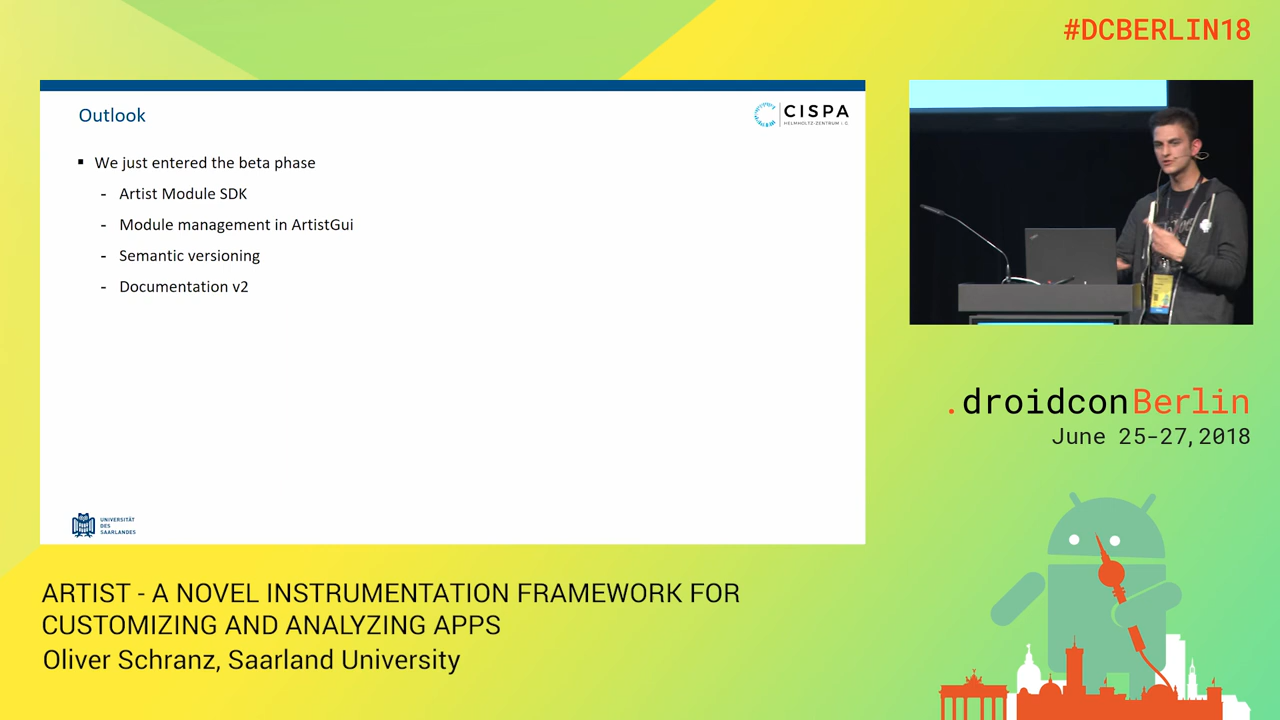 #DCBERLIN18
Outlook
CISPA
HELMHOLTZ-ZENTRUM I.G.
▪ We just entered the beta phase
- Artist Module SDK
- Module management in ArtistGui
- Semantic versioning
- Documentation v2
UNIVERSITÄT
DES
SAARLANDES
.droidconBerlin
June 25-27,2018
ARTIST - A NOVEL INSTRUMENTATION FRAMEWORK FOR
CUSTOMIZING AND ANALYZING APPS
Oliver Schranz, Saarland University